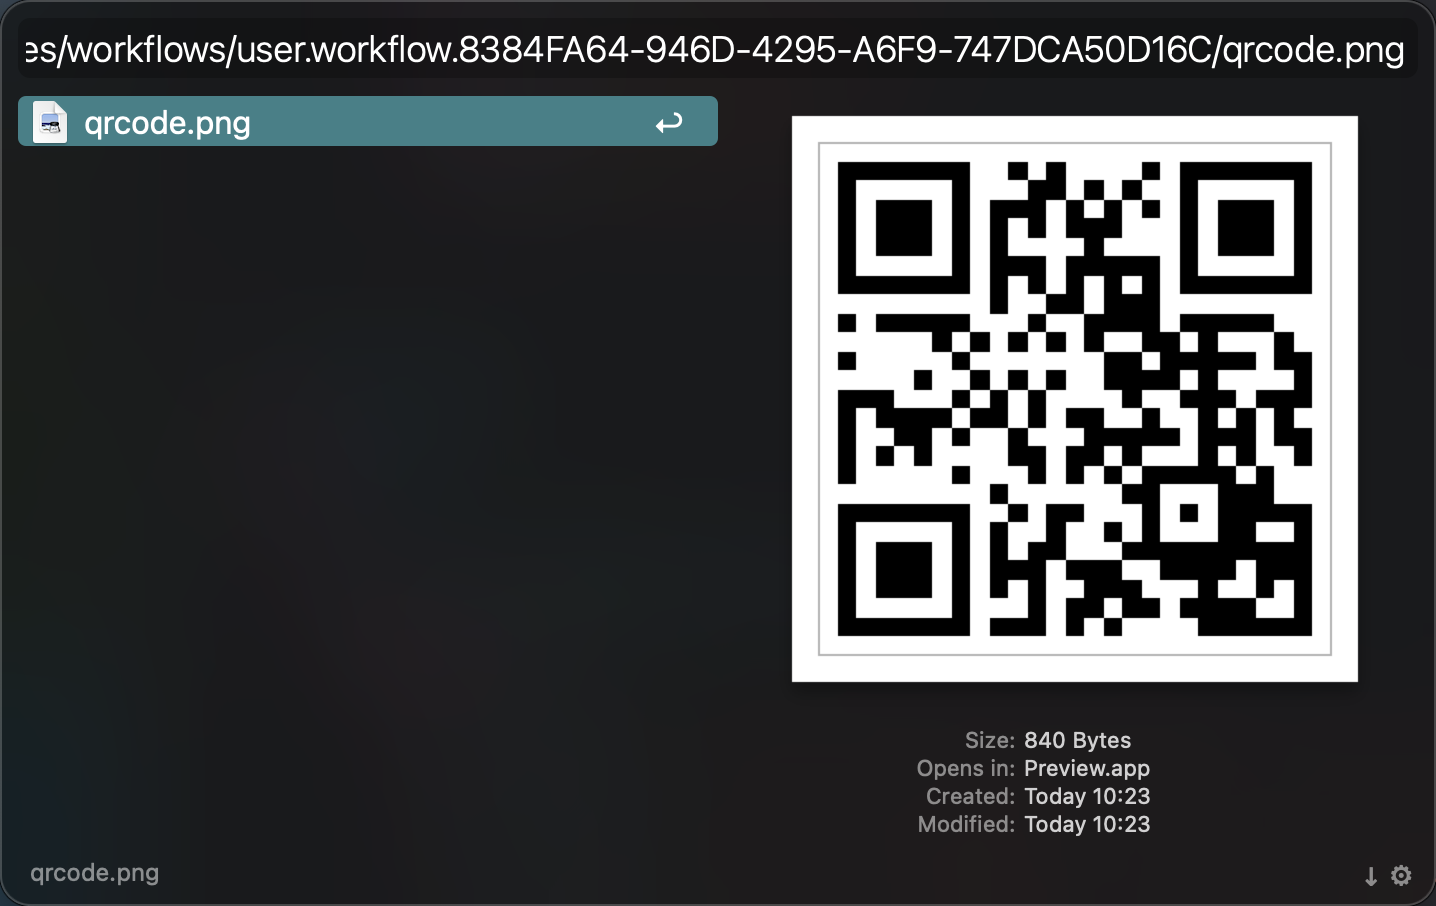 es/workflows/user.workflow.8384FA64-946D-4295-A6F9-747DCA50D16C/qrcode.png
qrcode.png
Size: 840 Bytes
Opens in: Preview.app
Created: Today 10:23
Modified: Today 10:23
qrcode.png